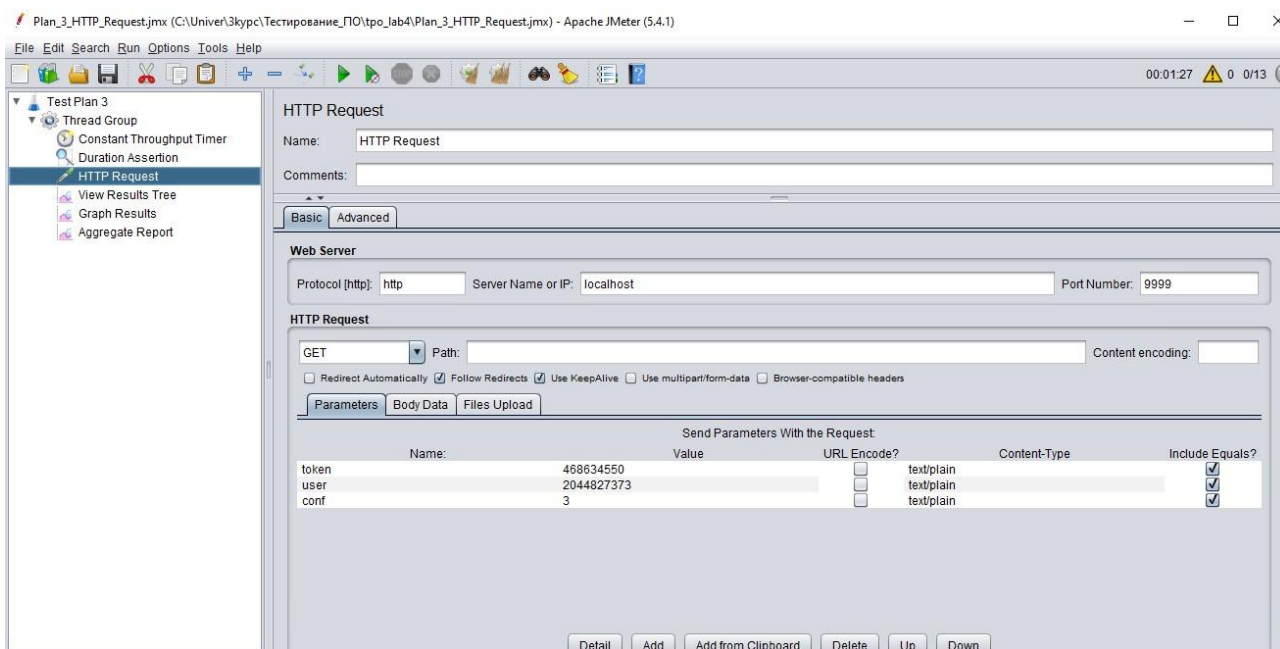 Plan_3_HTTP_Request.jmx (C:\Univer\3курс\Тестирование_ПО\tpo_lab4\Plan_3_HTTP_Request.jmx) - Apache JMeter (5.4.1)
File Edit Search Run Options Tools Help
STOP 00:01:27 0 0/13
Test Plan 3
Thread Group
Constant Throughput Timer
Duration Assertion
HTTP Request
View Results Tree
Graph Results
Aggregate Report
HTTP Request
Name: HTTP Request
Comments:
Basic Advanced
Web Server
Protocol [http]: http Server Name or IP: localhost Port Number: 9999
HTTP Request
GET Path: Content encoding:
Redirect Automatically Follow Redirects Use KeepAlive Use multipart/form-data Browser-compatible headers
Parameters Body Data Files Upload
Send Parameters With the Request:
Name: Value URL Encode? Content-Type Include Equals?
token 468634550 text/plain
user 2044827373 text/plain
conf 3 text/plain
Detail Add Add from Clipboard Delete Up Down